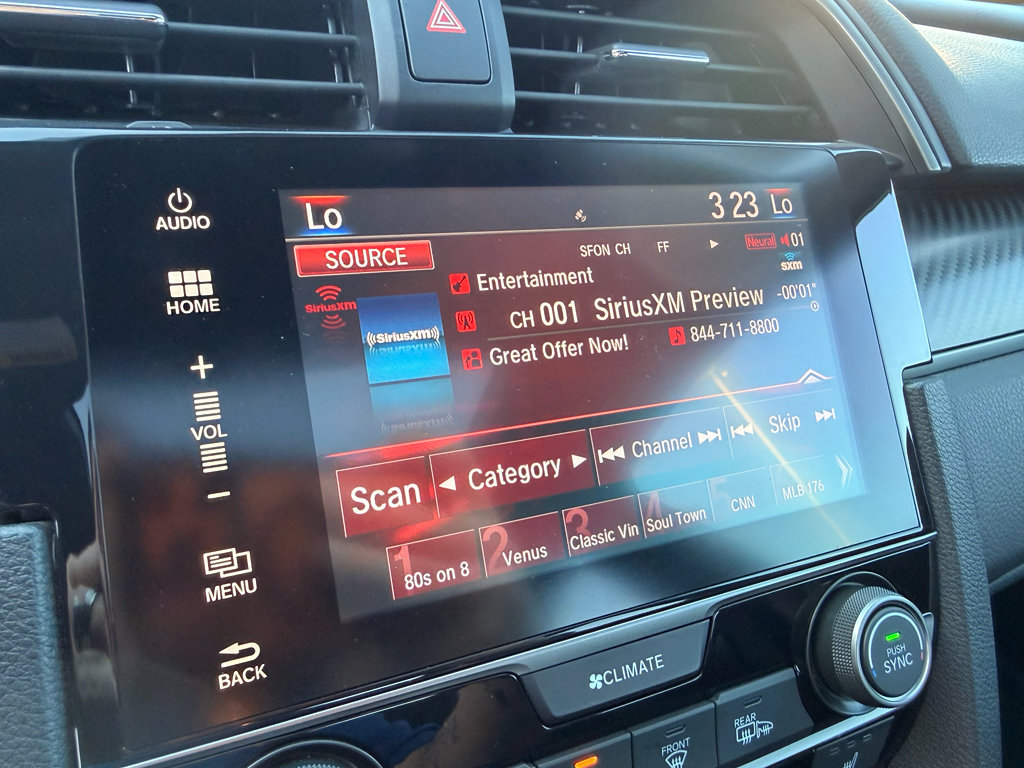 AUDIO
HOME
+
VOL
−
MENU
BACK
Lo
3 23 Lo
SOURCE
SFON CH FF
Neural 01
SiriusXM
((SiriusXM))
Entertainment
sxm
CH 001 SiriusXM Preview -00'01"
Great Offer Now! 844-711-8800
Scan
Category
Channel
Skip
1 80s on 8
2 Venus
3 Classic Vin
4 Soul Town
5 CNN
MLB 176
CLIMATE
PUSH
SYNC
FRONT
REAR